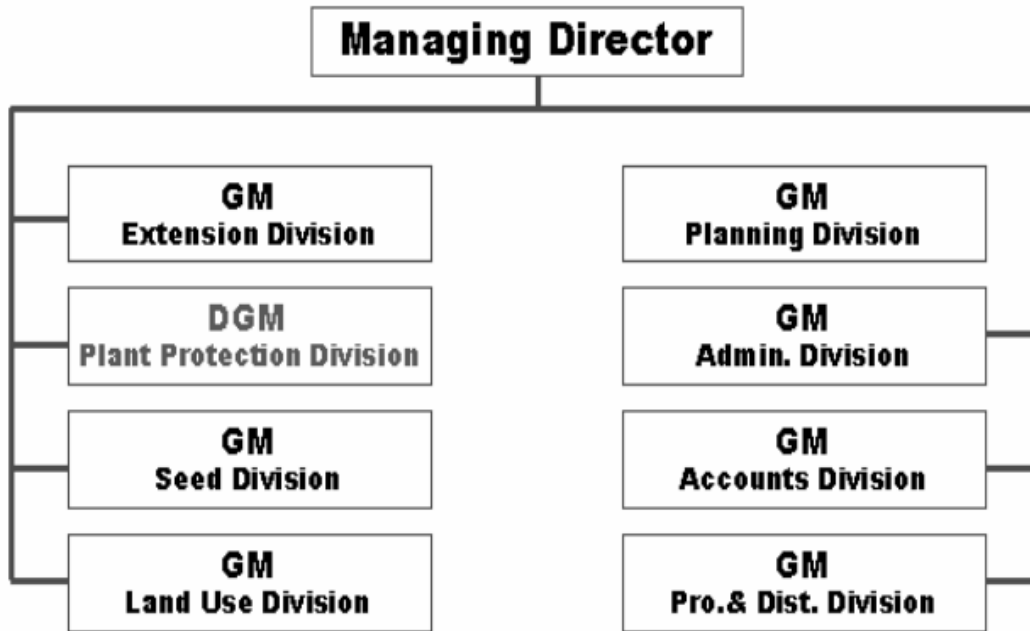 Managing Director
GM
Extension Division
GM
Planning Division
DGM
Plant Protection Division
GM
Admin. Division
GM
Seed Division
GM
Accounts Division
GM
Land Use Division
GM
Pro.& Dist. Division